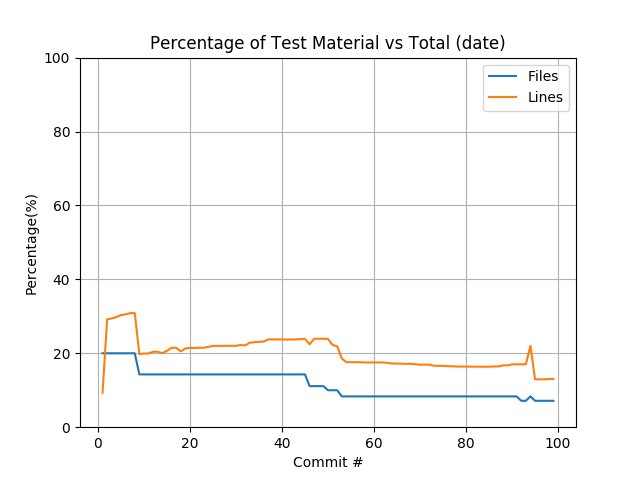 Percentage of Test Material vs Total (date)
Files
Lines
Percentage(%)
100
80
60
40
20
0
0 20 40 60 80 100
Commit #